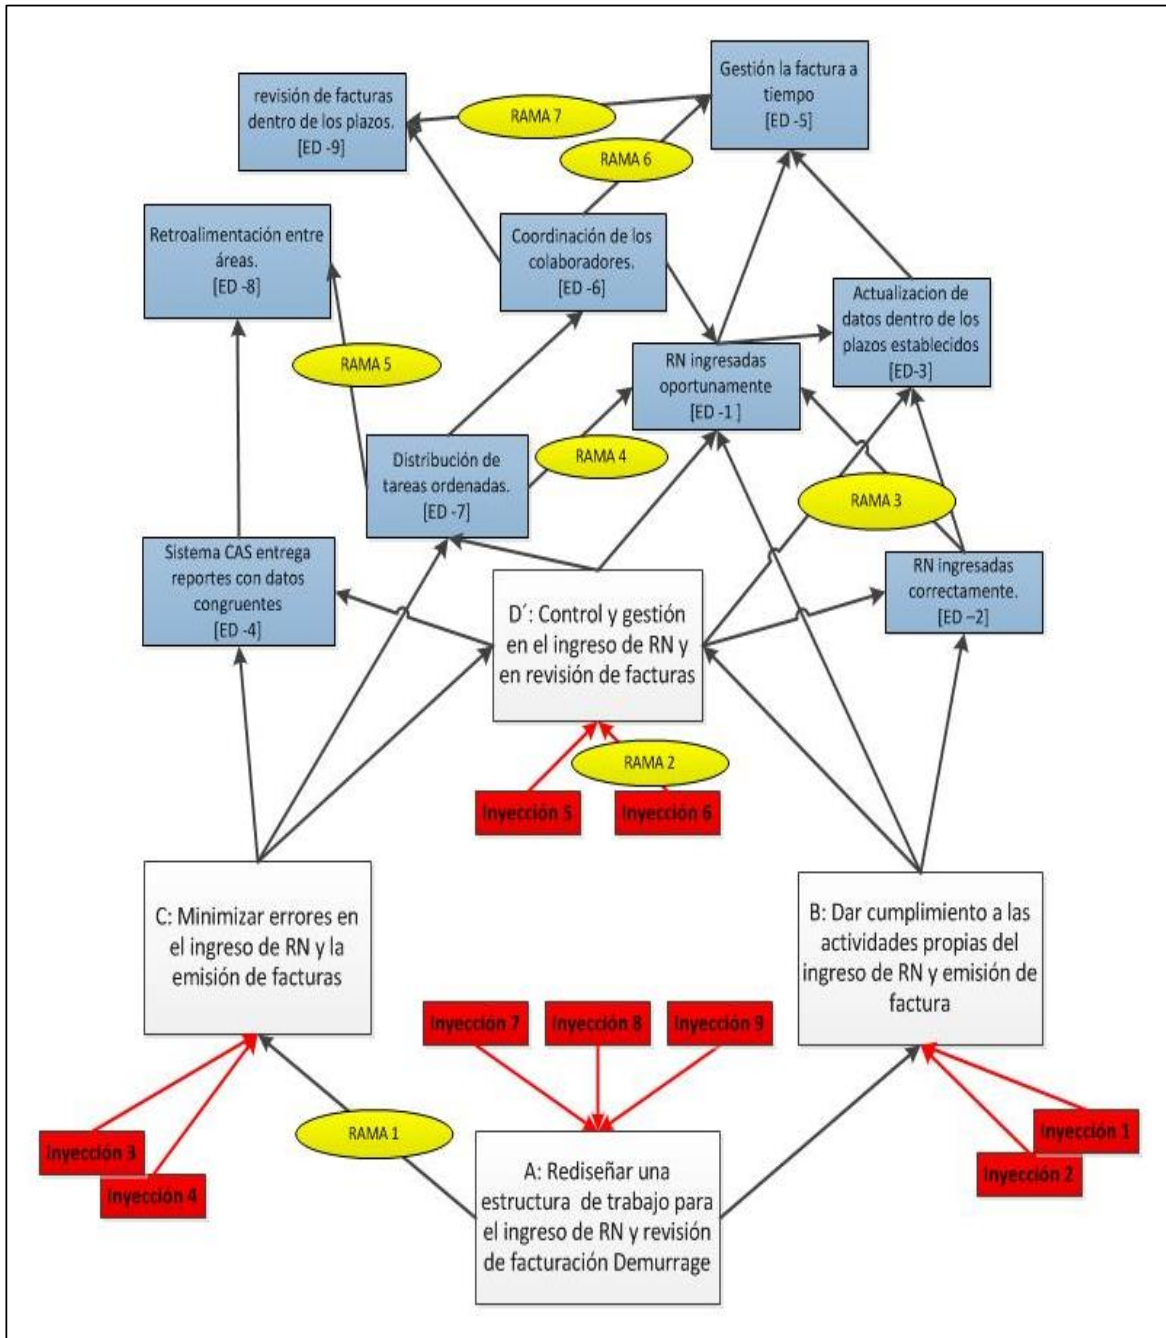 Gestión la factura a
tiempo
[ED -5]
revisión de facturas
dentro de los plazos.
[ED -9]
RAMA 7
RAMA 6
Retroalimentación entre
áreas.
[ED -8]
Coordinación de los
colaboradores.
[ED -6]
Actualizacion de
datos dentro de los
plazos establecidos
[ED-3]
RAMA 5
RN ingresadas
oportunamente
[ED -1 ]
Distribución de
tareas ordenadas.
[ED -7]
RAMA 4
RAMA 3
Sistema CAS entrega
reportes con datos
congruentes
[ED -4]
RN ingresadas
correctamente.
[ED –2]
D´: Control y gestión
en el ingreso de RN y
en revisión de facturas
RAMA 2
Inyección 5
Inyección 6
C: Minimizar errores en
el ingreso de RN y la
emisión de facturas
B: Dar cumplimiento a las
actividades propias del
ingreso de RN y emisión de
factura
Inyección 7
Inyección 8
Inyección 9
RAMA 1
Inyección 3
Inyección 4
Inyección 1
Inyección 2
A: Rediseñar una
estructura de trabajo para
el ingreso de RN y revisión
de facturación Demurrage